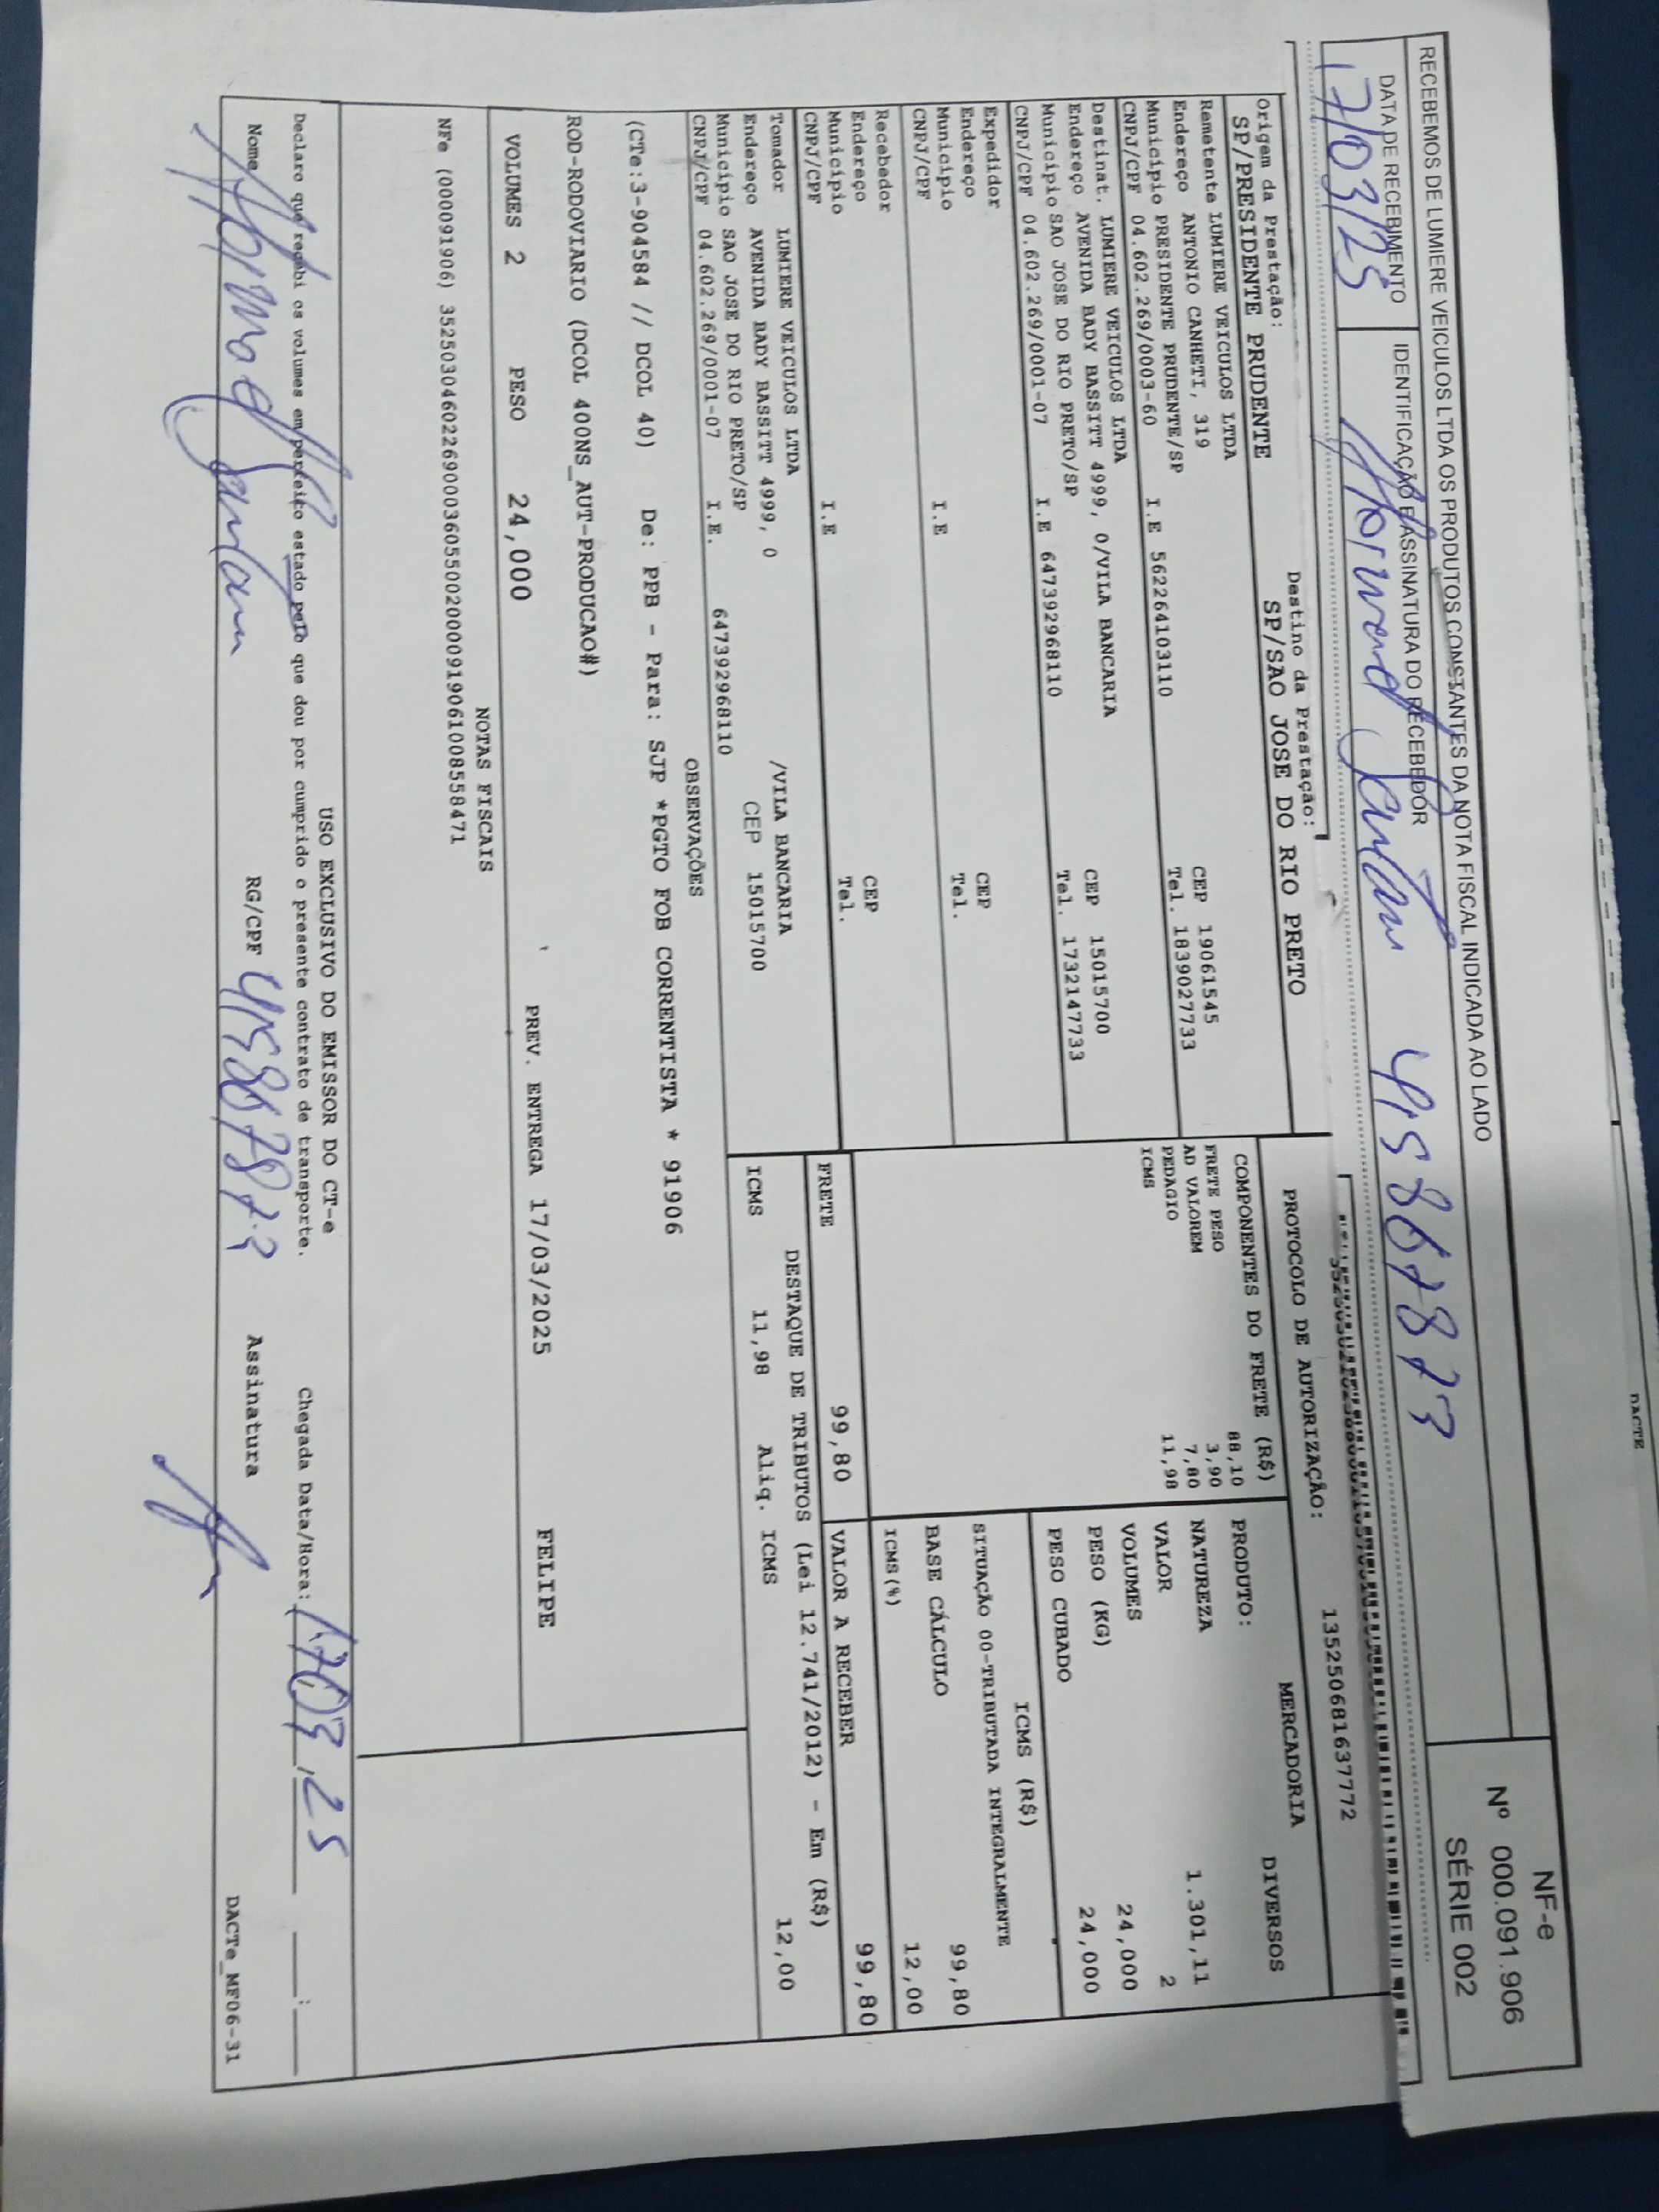 DACTE
RECEBEMOS DE LUMIERE VEICULOS LTDA OS PRODUTOS CONSTANTES DA NOTA FISCAL INDICADA AO LADO
NF-e
Nº 000.091.906
SÉRIE 002
DATA DE RECEBIMENTO
17/03/25
IDENTIFICAÇÃO E ASSINATURA DO RECEBEDOR
Origem da Prestação:
SP/PRESIDENTE PRUDENTE
Destino da Prestação:
SP/SAO JOSE DO RIO PRETO
PROTOCOLO DE AUTORIZAÇÃO:
135250681637772
Remetente LUMIERE VEICULOS LTDA
Endereço ANTONIO CANHETI, 319 CEP 19061545
Município PRESIDENTE PRUDENTE/SP Tel. 1839027733
CNPJ/CPF 04.602.269/0003-60 I.E 562264103110
Destinat. LUMIERE VEICULOS LTDA
Endereço AVENIDA BADY BASSITT 4999, 0/VILA BANCARIA CEP 15015700
Município SAO JOSE DO RIO PRETO/SP Tel. 1732147733
CNPJ/CPF 04.602.269/0001-07 I.E 647392968110
Expedidor
Endereço CEP
Município Tel.
CNPJ/CPF I.E
Recebedor
Endereço CEP
Município Tel.
CNPJ/CPF I.E
Tomador LUMIERE VEICULOS LTDA
Endereço AVENIDA BADY BASSITT 4999, 0 /VILA BANCARIA
Município SAO JOSE DO RIO PRETO/SP CEP 15015700
CNPJ/CPF 04.602.269/0001-07 I.E. 647392968110
COMPONENTES DO FRETE (R$)
FRETE PESO 88,10
AD VALOREM 3,90
PEDAGIO 7,80
ICMS 11,98
MERCADORIA
PRODUTO: DIVERSOS
NATUREZA
VALOR 1.301,11
VOLUMES 2
PESO (KG) 24,000
PESO CUBADO 24,000
ICMS (R$)
SITUAÇÃO 00-TRIBUTADA INTEGRALMENTE
BASE CÁLCULO 99,80
ICMS(%) 12,00
FRETE 99,80
VALOR A RECEBER 99,80
DESTAQUE DE TRIBUTOS (Lei 12.741/2012) - Em (R$)
ICMS 11,98 Aliq. ICMS 12,00
OBSERVAÇÕES
(CTe:3-904584 // DCOL 40) De: PPB - Para: SJP *PGTO FOB CORRENTISTA * 91906
ROD-RODOVIARIO (DCOL 400NS_AUT-PRODUCAO#)
VOLUMES 2 PESO 24,000 PREV. ENTREGA 17/03/2025 FELIPE
NOTAS FISCAIS
NFe (000091906) 35250304602269000360550020000919061008558471
USO EXCLUSIVO DO EMISSOR DO CT-e
Declaro que recebi os volumes em perfeito estado pelo que dou por cumprido o presente contrato de transporte.
Chegada Data/Hora: 17/03/25 :
Nome
RG/CPF
Assinatura
DACTe_MF06-31